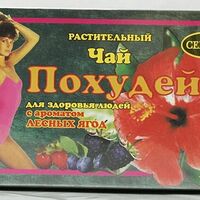 РАСТИТЕЛЬНЫЙ
Чай
Похудей
для здоровья людей
с ароматом
ЛЕСНЫХ ЯГОД